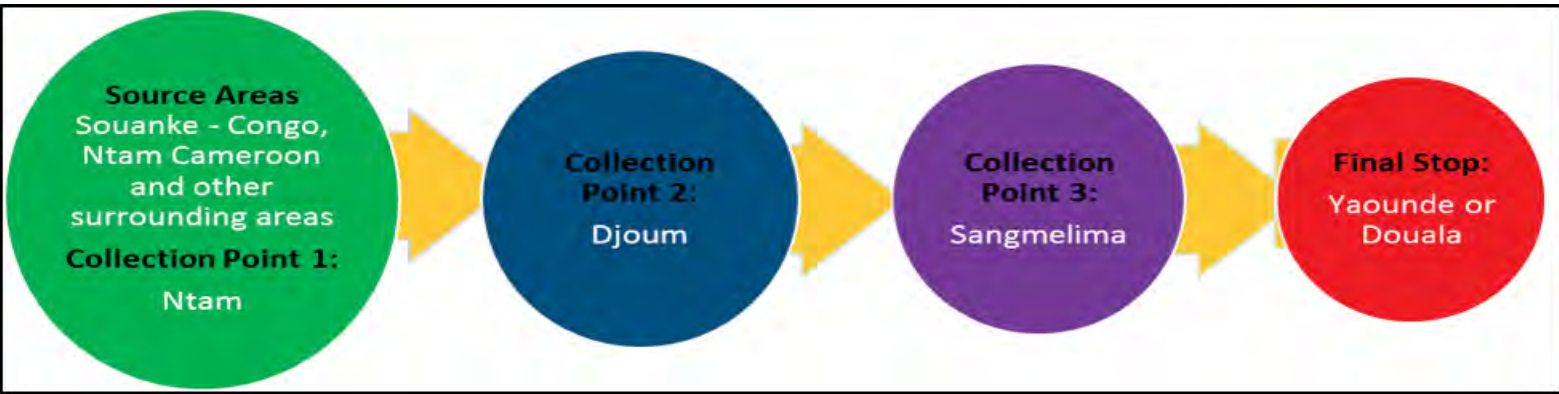 Source Areas
Souanke - Congo,
Ntam Cameroon
and other
surrounding areas
Collection Point 1:
Ntam
Collection
Point 2:
Djoum
Collection
Point 3:
Sangmelima
Final Stop:
Yaounde or
Douala